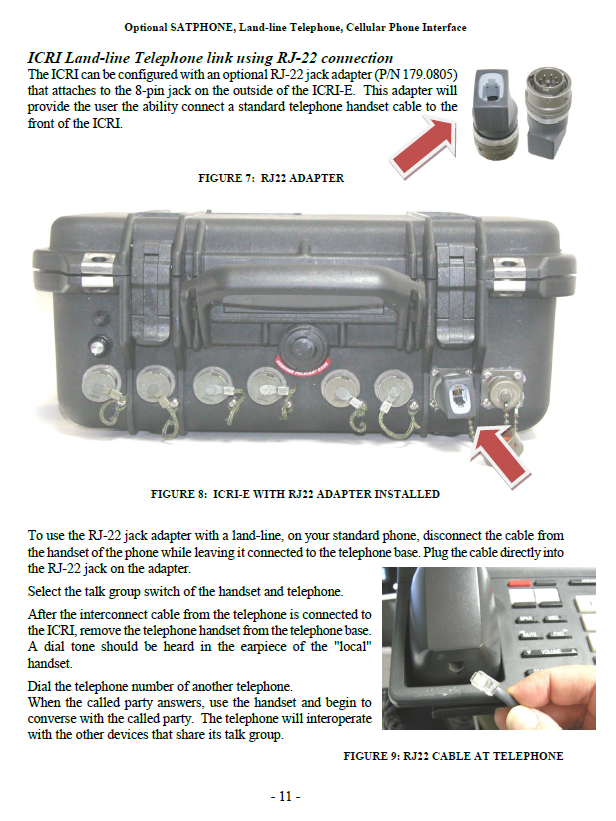 Optional SATPHONE, Land-line Telephone, Cellular Phone Interface
ICRI Land-line Telephone link using RJ-22 connection
The ICRI can be configured with an optional RJ-22 jack adapter (P/N 179.0805)
that attaches to the 8-pin jack on the outside of the ICRI-E. This adapter will
provide the user the ability connect a standard telephone handset cable to the
front of the ICRI.
FIGURE 7: RJ22 ADAPTER
FIGURE 8: ICRI-E WITH RJ22 ADAPTER INSTALLED
To use the RJ-22 jack adapter with a land-line, on your standard phone, disconnect the cable from
the handset of the phone while leaving it connected to the telephone base. Plug the cable directly into
the RJ-22 jack on the adapter.
Select the talk group switch of the handset and telephone.
After the interconnect cable from the telephone is connected to
the ICRI, remove the telephone handset from the telephone base.
A dial tone should be heard in the earpiece of the "local"
handset.
Dial the telephone number of another telephone.
When the called party answers, use the handset and begin to
converse with the called party. The telephone will interoperate
with the other devices that share its talk group.
VOLUME
FIGURE 9: RJ22 CABLE AT TELEPHONE
- 11 -